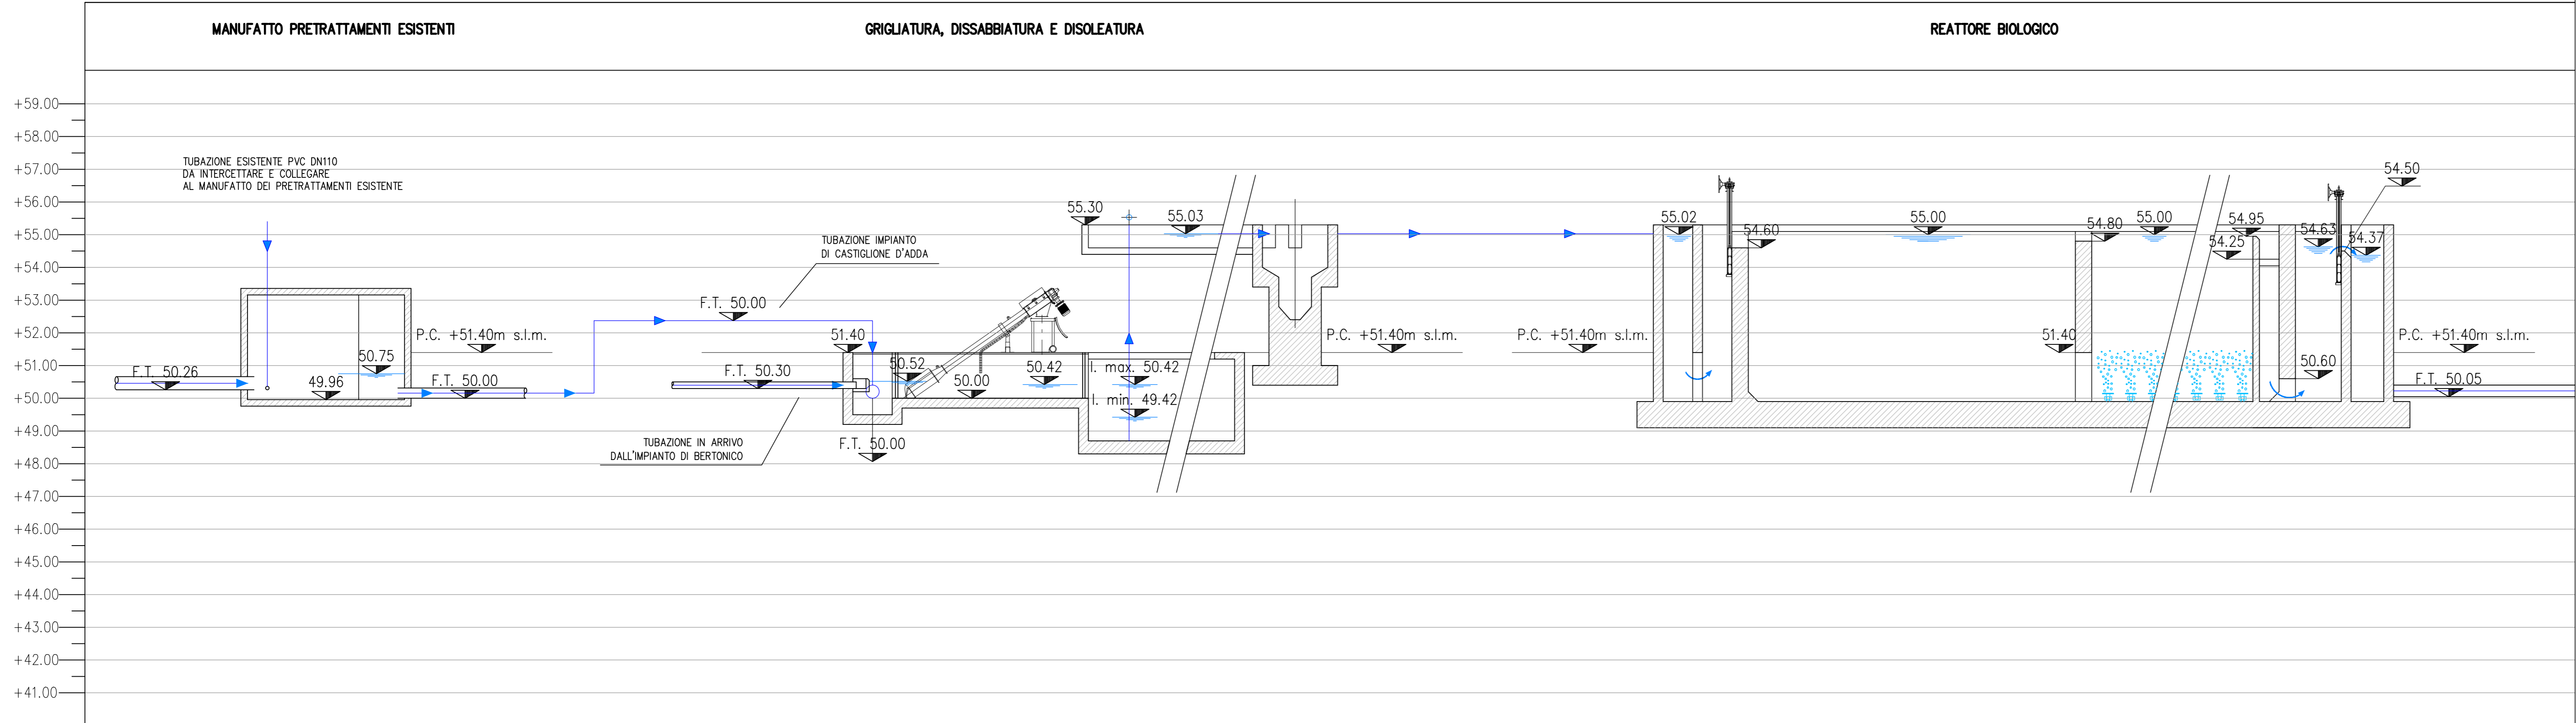 MANUFATTO PRETRATTAMENTI ESISTENTI
GRIGLIATURA, DISSABBIATURA E DISOLEATURA
REATTORE BIOLOGICO
+59.00
+58.00
+57.00
+56.00
+55.00
+54.00
+53.00
+52.00
+51.00
+50.00
+49.00
+48.00
+47.00
+46.00
+45.00
+44.00
+43.00
+42.00
+41.00
TUBAZIONE ESISTENTE PVC DN110
DA INTERCETTARE E COLLEGARE
AL MANUFATTO DEI PRETRATTAMENTI ESISTENTE
F.T. 50.26
49.96
50.75
P.C. +51.40m s.l.m.
F.T. 50.00
F.T. 50.00
TUBAZIONE IMPIANTO
DI CASTIGLIONE D'ADDA
F.T. 50.30
TUBAZIONE IN ARRIVO
DALL'IMPIANTO DI BERTONICO
51.40
F.T. 50.00
50.52
50.00
50.42
55.30
55.03
l. max. 50.42
l. min. 49.42
P.C. +51.40m s.l.m.
P.C. +51.40m s.l.m.
55.02
54.60
55.00
51.40
54.80
55.00
54.95
54.25
54.63
50.60
54.37
54.50
P.C. +51.40m s.l.m.
F.T. 50.05